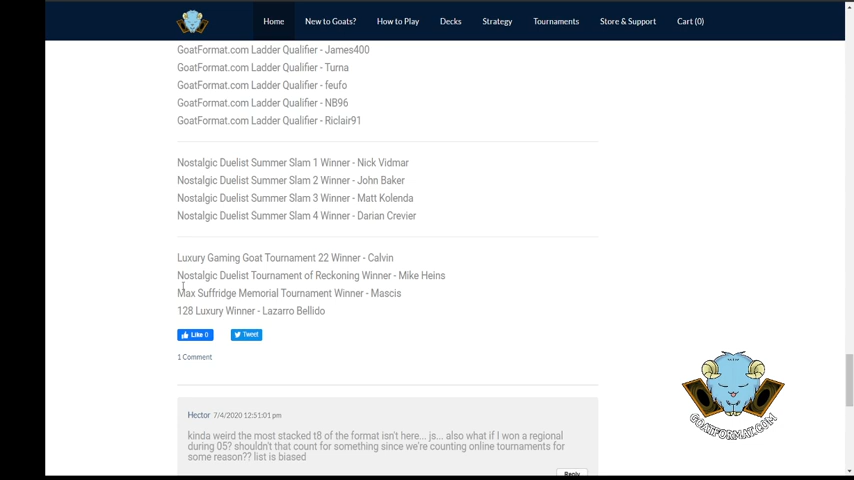 Home New to Goats? How to Play Decks Strategy Tournaments Store & Support Cart (0)
GoatFormat.com Ladder Qualifier - James400
GoatFormat.com Ladder Qualifier - Turna
GoatFormat.com Ladder Qualifier - feufo
GoatFormat.com Ladder Qualifier - NB96
GoatFormat.com Ladder Qualifier - Riclair91
Nostalgic Duelist Summer Slam 1 Winner - Nick Vidmar
Nostalgic Duelist Summer Slam 2 Winner - John Baker
Nostalgic Duelist Summer Slam 3 Winner - Matt Kolenda
Nostalgic Duelist Summer Slam 4 Winner - Darian Crevier
Luxury Gaming Goat Tournament 22 Winner - Calvin
Nostalgic Duelist Tournament of Reckoning Winner - Mike Heins
Max Suffridge Memorial Tournament Winner - Mascis
128 Luxury Winner - Lazarro Bellido
Like 0 Tweet
1 Comment
GOATFORMAT.COM
Hector 7/4/2020 12:51:01 pm
kinda weird the most stacked t8 of the format isn't here... js... also what if I won a regional
during 05? shouldn't that count for something since we're counting online tournaments for
some reason?? list is biased
Reply